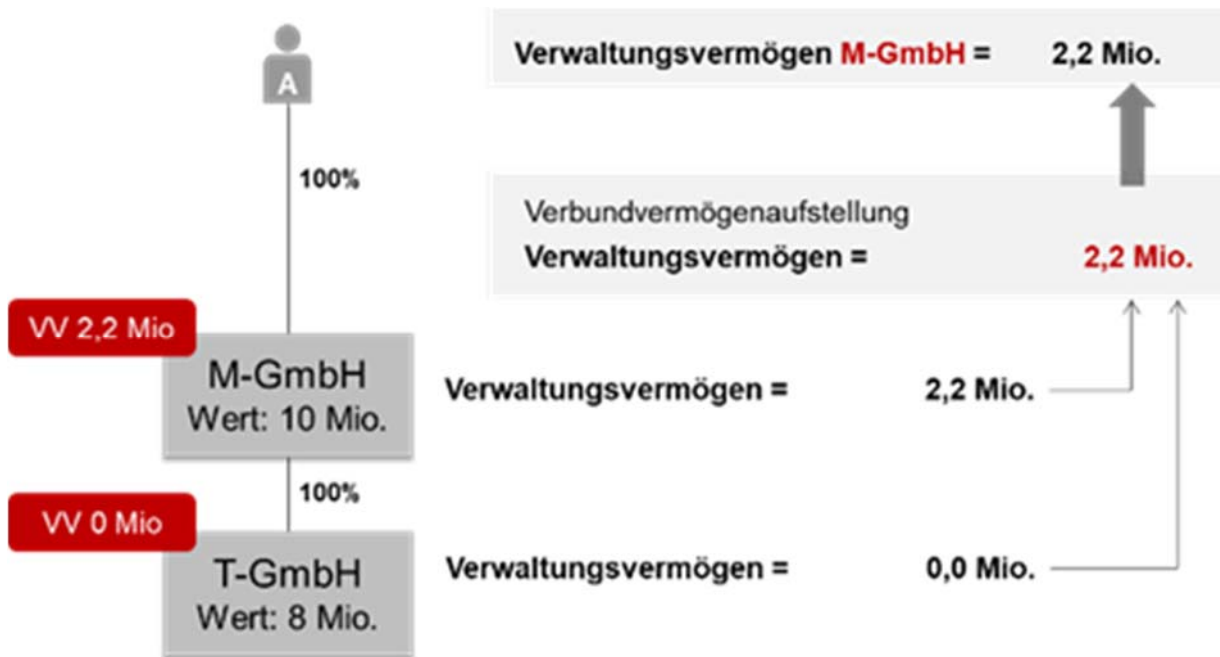 A
Verwaltungsvermögen M-GmbH = 2,2 Mio.
100%
Verbundvermögenaufstellung
Verwaltungsvermögen = 2,2 Mio.
VV 2,2 Mio
M-GmbH
Wert: 10 Mio.
Verwaltungsvermögen = 2,2 Mio.
100%
VV 0 Mio
T-GmbH
Wert: 8 Mio.
Verwaltungsvermögen = 0,0 Mio.